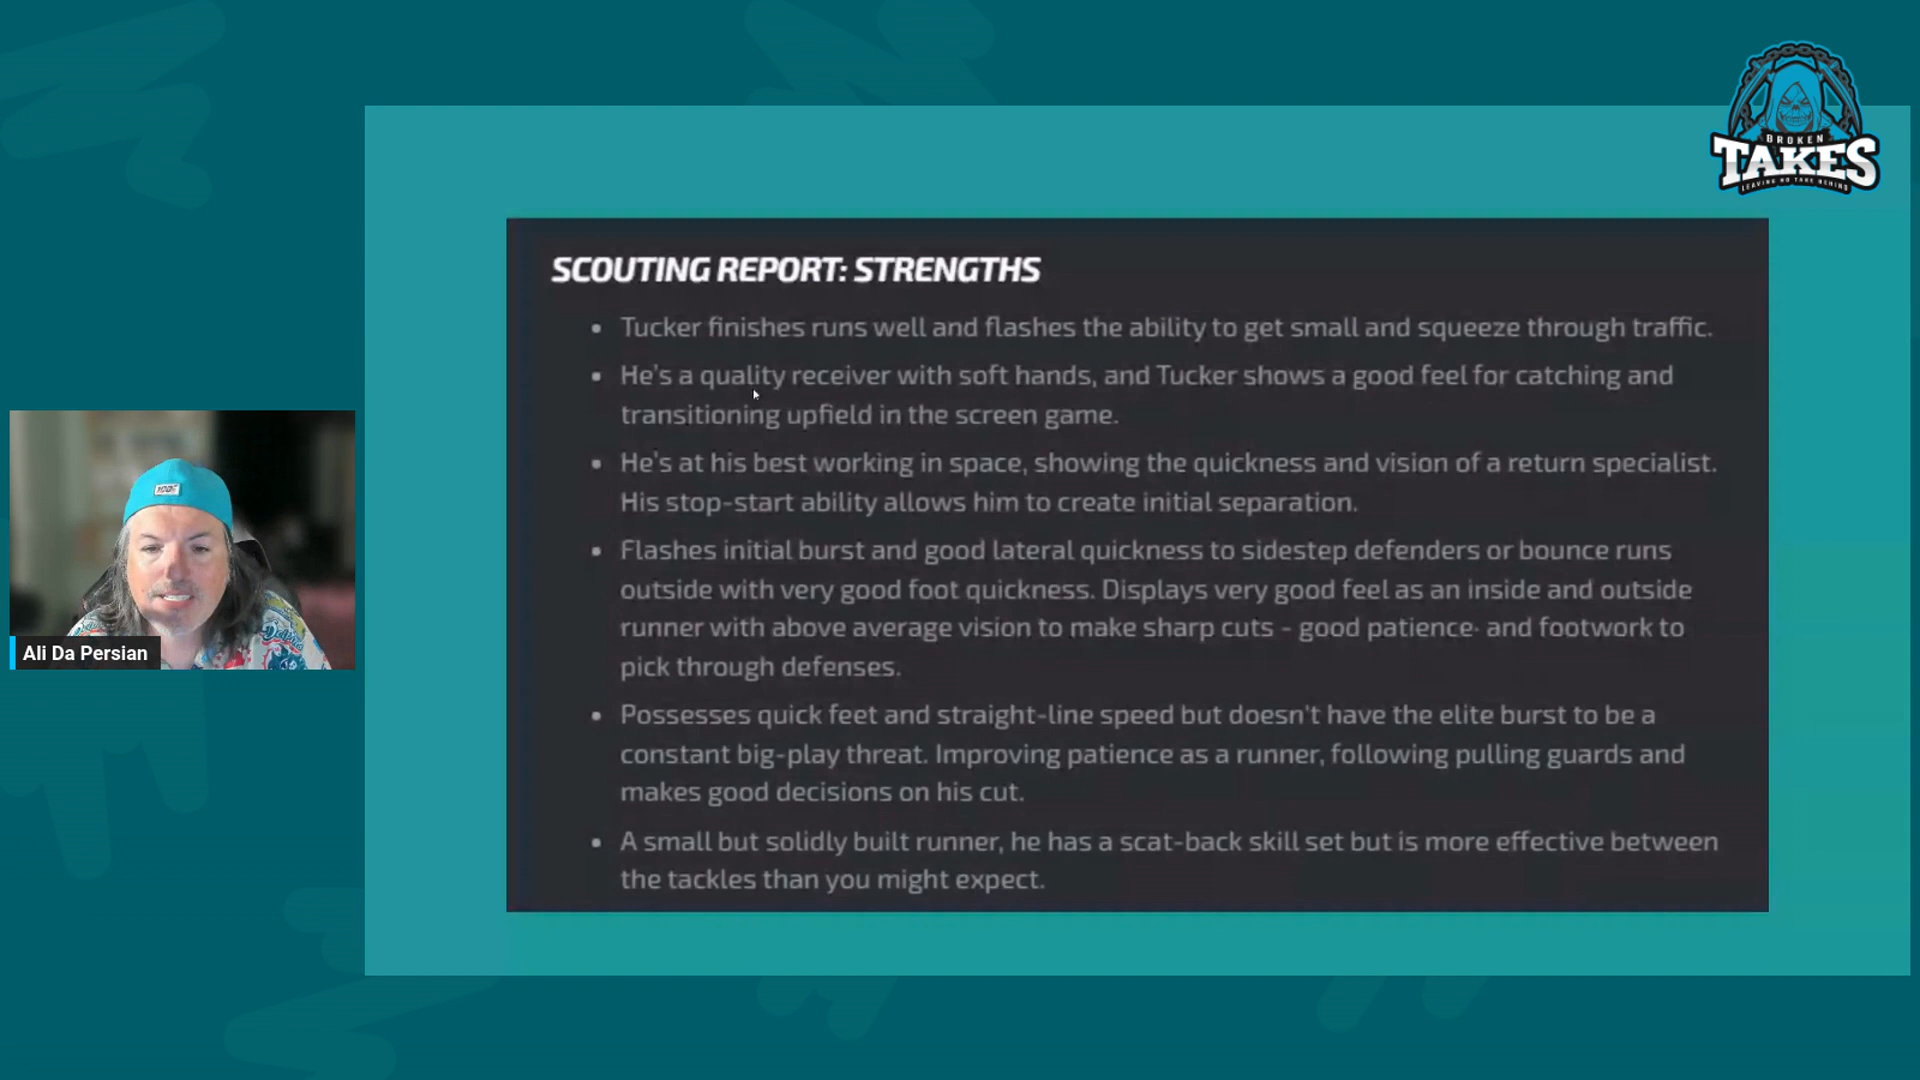 BROKEN
TAKES
LEAVING NO TAKE BEHIND
SCOUTING REPORT: STRENGTHS
• Tucker finishes runs well and flashes the ability to get small and squeeze through traffic.
• He's a quality receiver with soft hands, and Tucker shows a good feel for catching and
transitioning upfield in the screen game.
• He's at his best working in space, showing the quickness and vision of a return specialist.
His stop-start ability allows him to create initial separation.
• Flashes initial burst and good lateral quickness to sidestep defenders or bounce runs
outside with very good foot quickness. Displays very good feel as an inside and outside
runner with above average vision to make sharp cuts - good patience· and footwork to
pick through defenses.
• Possesses quick feet and straight-line speed but doesn't have the elite burst to be a
constant big-play threat. Improving patience as a runner, following pulling guards and
makes good decisions on his cut.
• A small but solidly built runner, he has a scat-back skill set but is more effective between
the tackles than you might expect.
Ali Da Persian